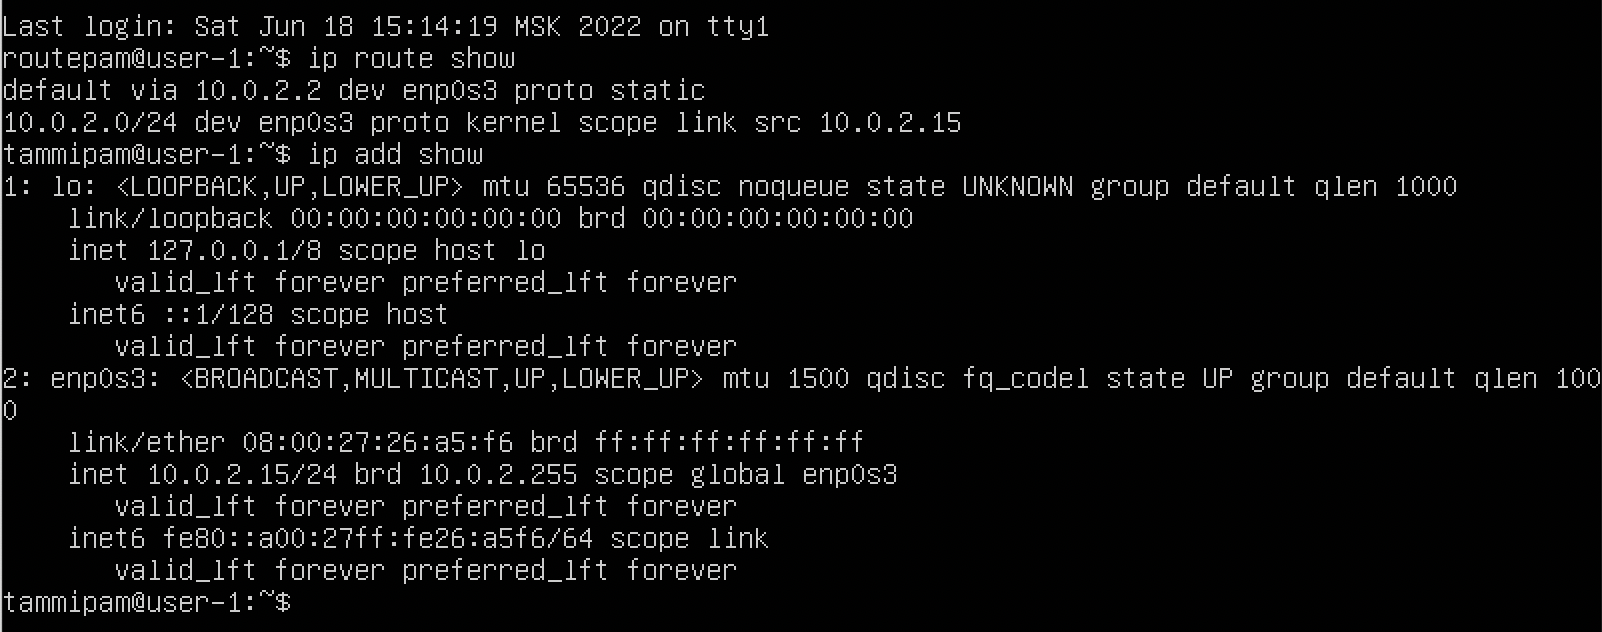 Last login: Sat Jun 18 15:14:19 MSK 2022 on tty1
routepam@user-1:~$ ip route show
default via 10.0.2.2 dev enp0s3 proto static
10.0.2.0/24 dev enp0s3 proto kernel scope link src 10.0.2.15
tammipam@user-1:~$ ip add show
1: lo: <LOOPBACK,UP,LOWER_UP> mtu 65536 qdisc noqueue state UNKNOWN group default qlen 1000
    link/loopback 00:00:00:00:00:00 brd 00:00:00:00:00:00
    inet 127.0.0.1/8 scope host lo
       valid_lft forever preferred_lft forever
    inet6 ::1/128 scope host
       valid_lft forever preferred_lft forever
2: enp0s3: <BROADCAST,MULTICAST,UP,LOWER_UP> mtu 1500 qdisc fq_codel state UP group default qlen 100
0
    link/ether 08:00:27:26:a5:f6 brd ff:ff:ff:ff:ff:ff
    inet 10.0.2.15/24 brd 10.0.2.255 scope global enp0s3
       valid_lft forever preferred_lft forever
    inet6 fe80::a00:27ff:fe26:a5f6/64 scope link
       valid_lft forever preferred_lft forever
tammipam@user-1:~$